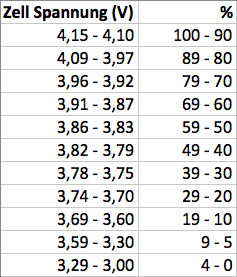 Zell Spannung (V) %
4,15 - 4,10 100 - 90
4,09 - 3,97 89 - 80
3,96 - 3,92 79 - 70
3,91 - 3,87 69 - 60
3,86 - 3,83 59 - 50
3,82 - 3,79 49 - 40
3,78 - 3,75 39 - 30
3,74 - 3,70 29 - 20
3,69 - 3,60 19 - 10
3,59 - 3,30 9 - 5
3,29 - 3,00 4 - 0